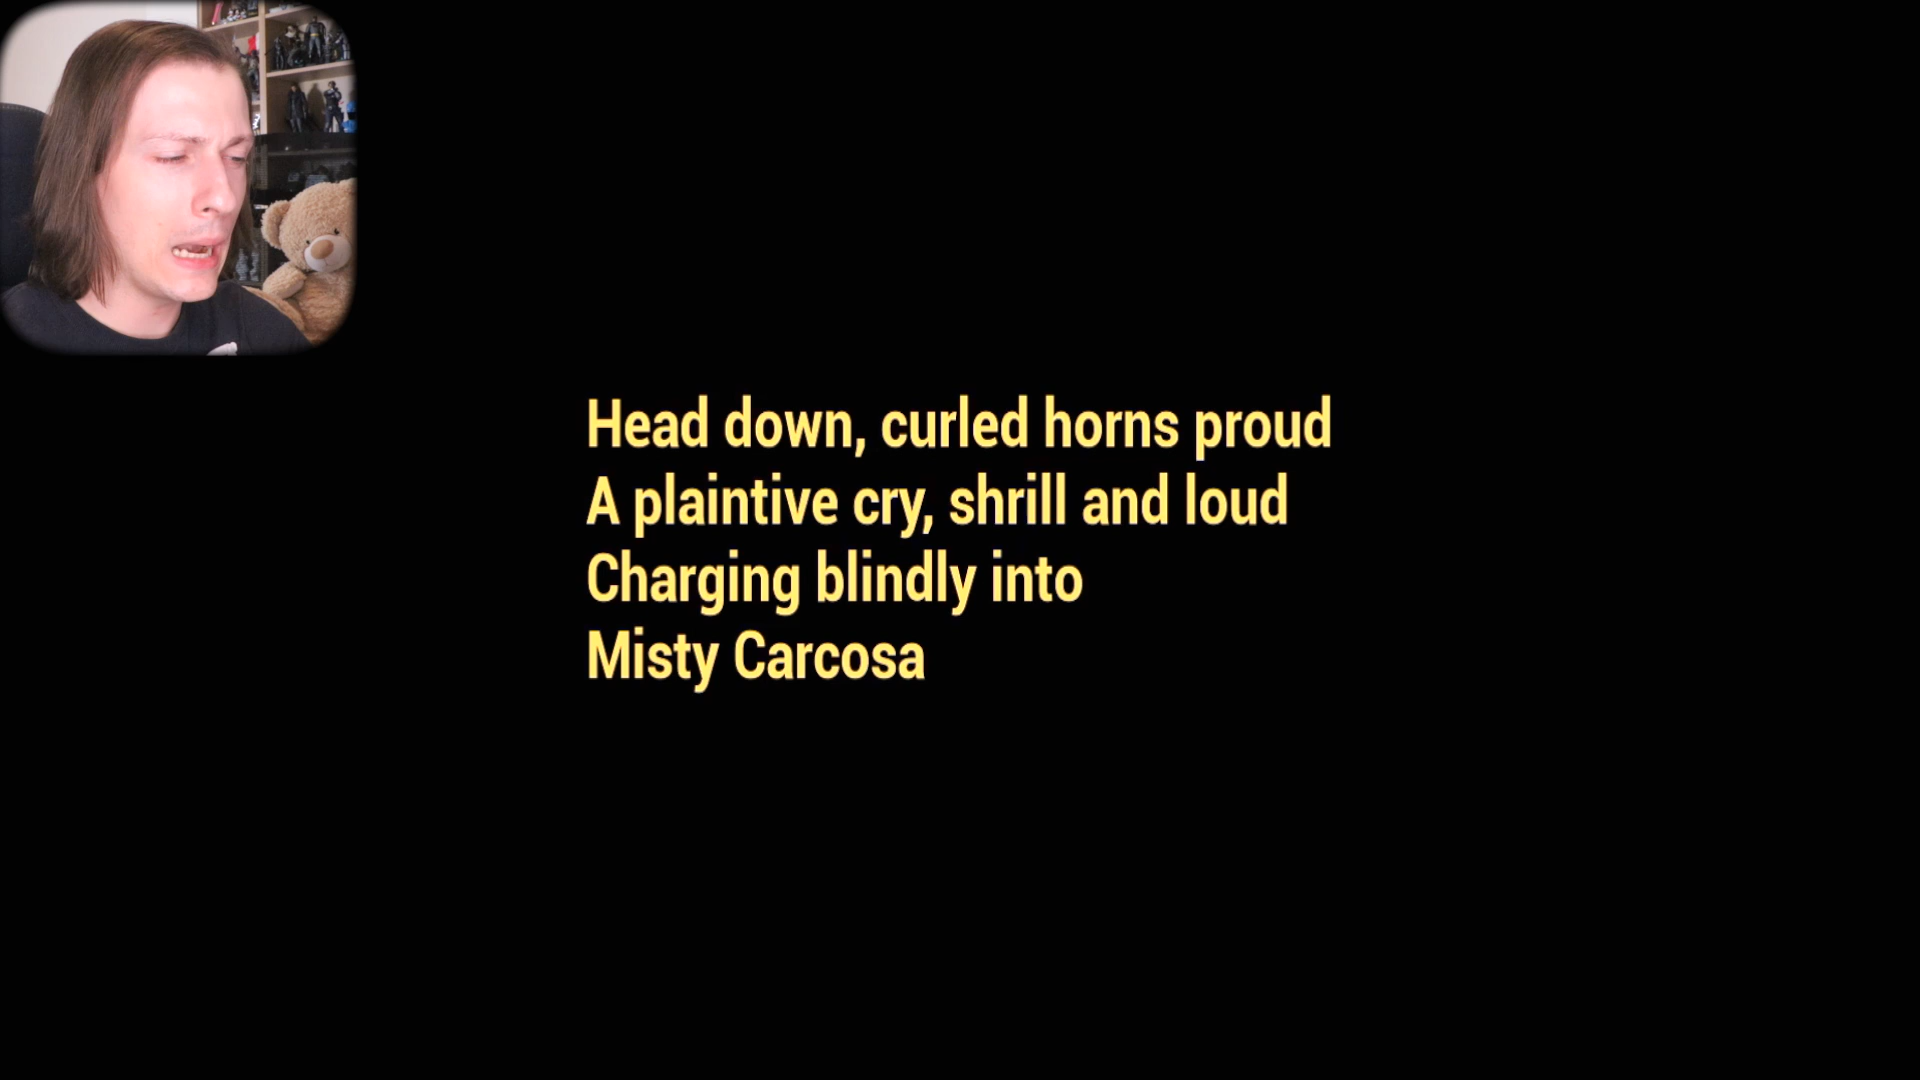 Head down, curled horns proud
A plaintive cry, shrill and loud
Charging blindly into
Misty Carcosa